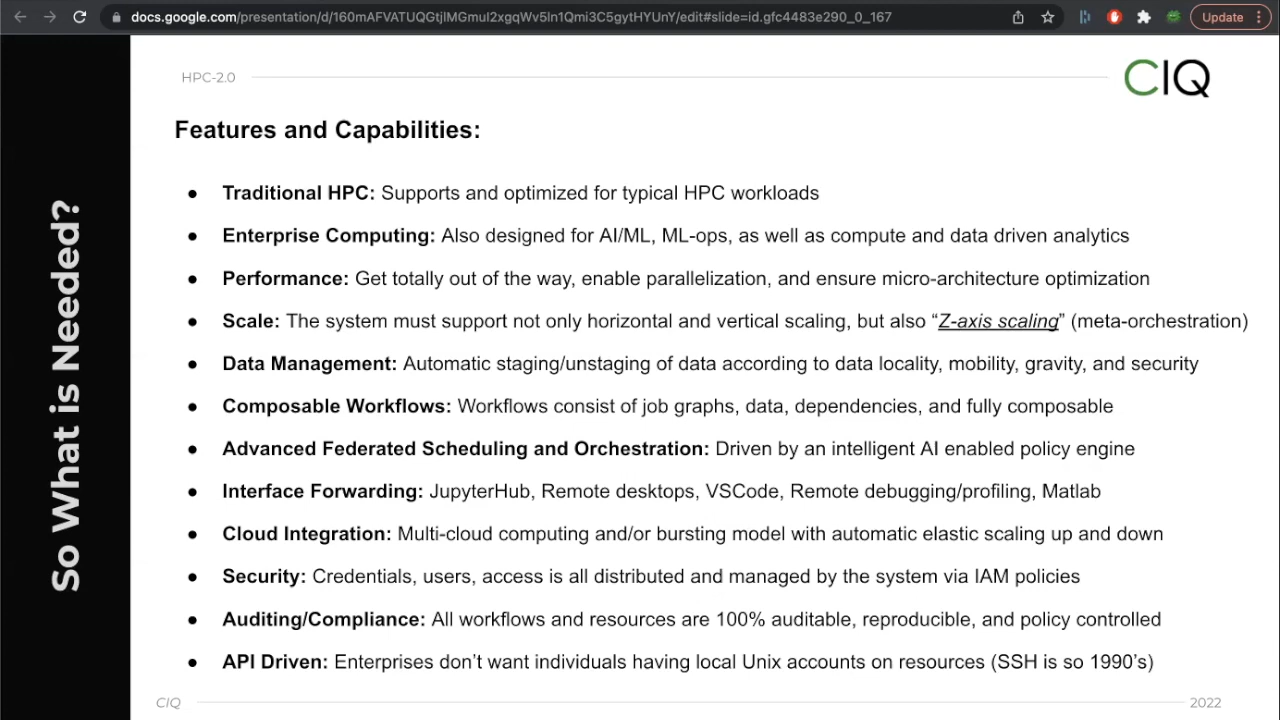 docs.google.com/presentation/d/160mAFVATUQGtjlMGmul2xgqWv5ln1Qmi3C5gytHYUnY/edit#slide=id.gfc4483e290_0_167
Update
HPC-2.0
CIQ
So What is Needed?
Features and Capabilities:
● Traditional HPC: Supports and optimized for typical HPC workloads
● Enterprise Computing: Also designed for AI/ML, ML-ops, as well as compute and data driven analytics
● Performance: Get totally out of the way, enable parallelization, and ensure micro-architecture optimization
● Scale: The system must support not only horizontal and vertical scaling, but also “Z-axis scaling” (meta-orchestration)
● Data Management: Automatic staging/unstaging of data according to data locality, mobility, gravity, and security
● Composable Workflows: Workflows consist of job graphs, data, dependencies, and fully composable
● Advanced Federated Scheduling and Orchestration: Driven by an intelligent AI enabled policy engine
● Interface Forwarding: JupyterHub, Remote desktops, VSCode, Remote debugging/profiling, Matlab
● Cloud Integration: Multi-cloud computing and/or bursting model with automatic elastic scaling up and down
● Security: Credentials, users, access is all distributed and managed by the system via IAM policies
● Auditing/Compliance: All workflows and resources are 100% auditable, reproducible, and policy controlled
● API Driven: Enterprises don’t want individuals having local Unix accounts on resources (SSH is so 1990’s)
CIQ
2022